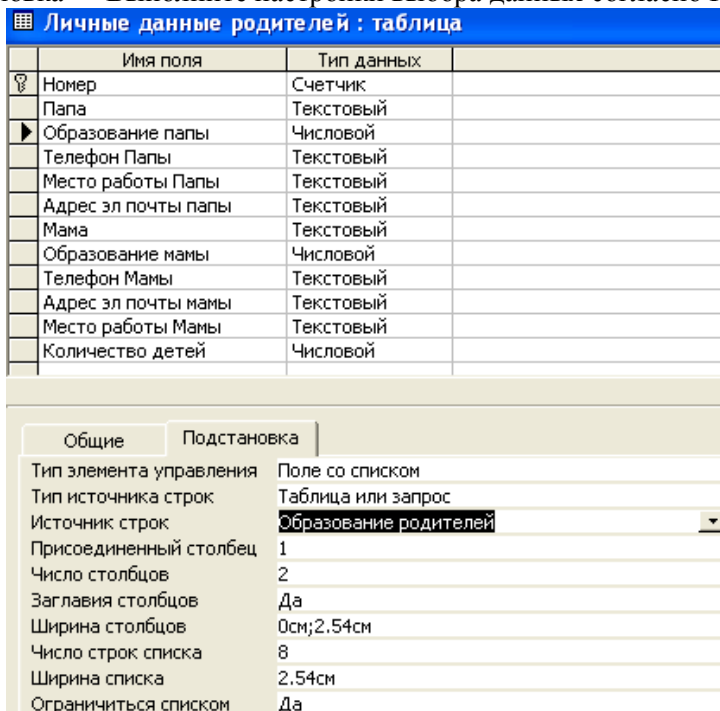 Личные данные родителей : таблица
Имя поля Тип данных
Номер Счетчик
Папа Текстовый
Образование папы Числовой
Телефон Папы Текстовый
Место работы Папы Текстовый
Адрес эл почты папы Текстовый
Мама Текстовый
Образование мамы Числовой
Телефон Мамы Текстовый
Адрес эл почты мамы Текстовый
Место работы Мамы Текстовый
Количество детей Числовой
Общие Подстановка
Тип элемента управления Поле со списком
Тип источника строк Таблица или запрос
Источник строк Образование родителей
Присоединенный столбец 1
Число столбцов 2
Заглавия столбцов Да
Ширина столбцов 0см;2.54см
Число строк списка 8
Ширина списка 2.54см
Ограничиться списком Да